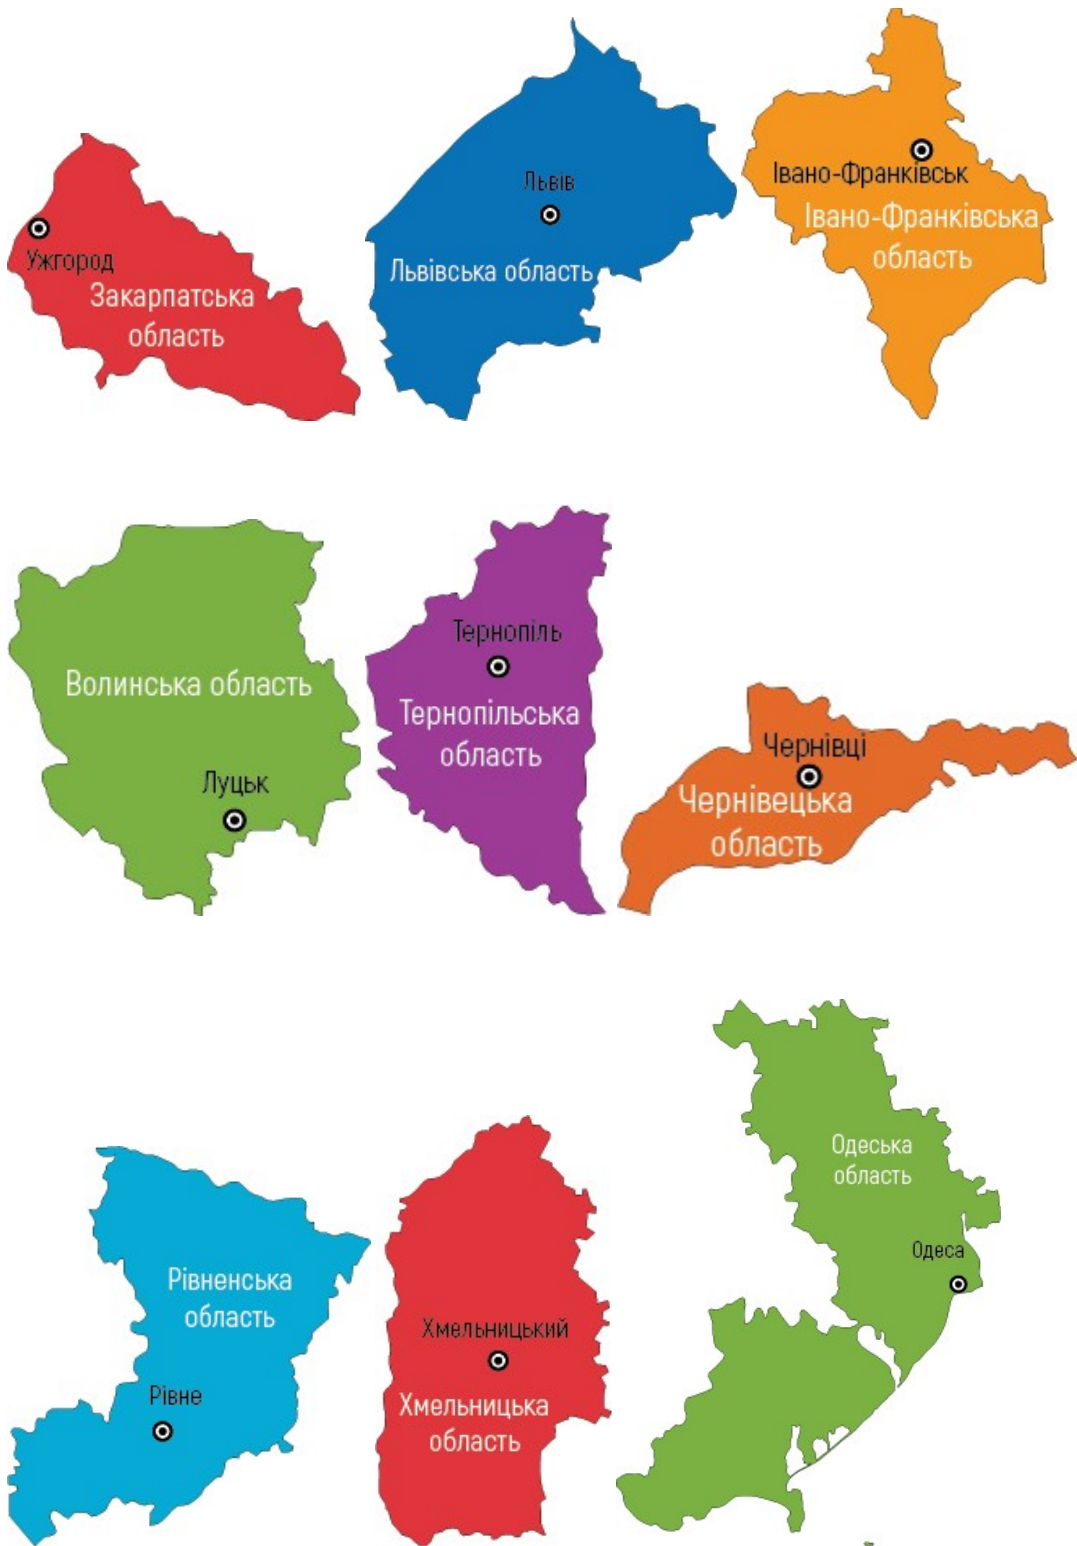 Ужгород
Закарпатська
область
Львів
Львівська область
Івано-Франківськ
Івано-Франківська
область
Волинська область
Луцьк
Тернопіль
Тернопільська
область
Чернівці
Чернівецька
область
Рівненська
область
Рівне
Хмельницький
Хмельницька
область
Одеська
область
Одеса